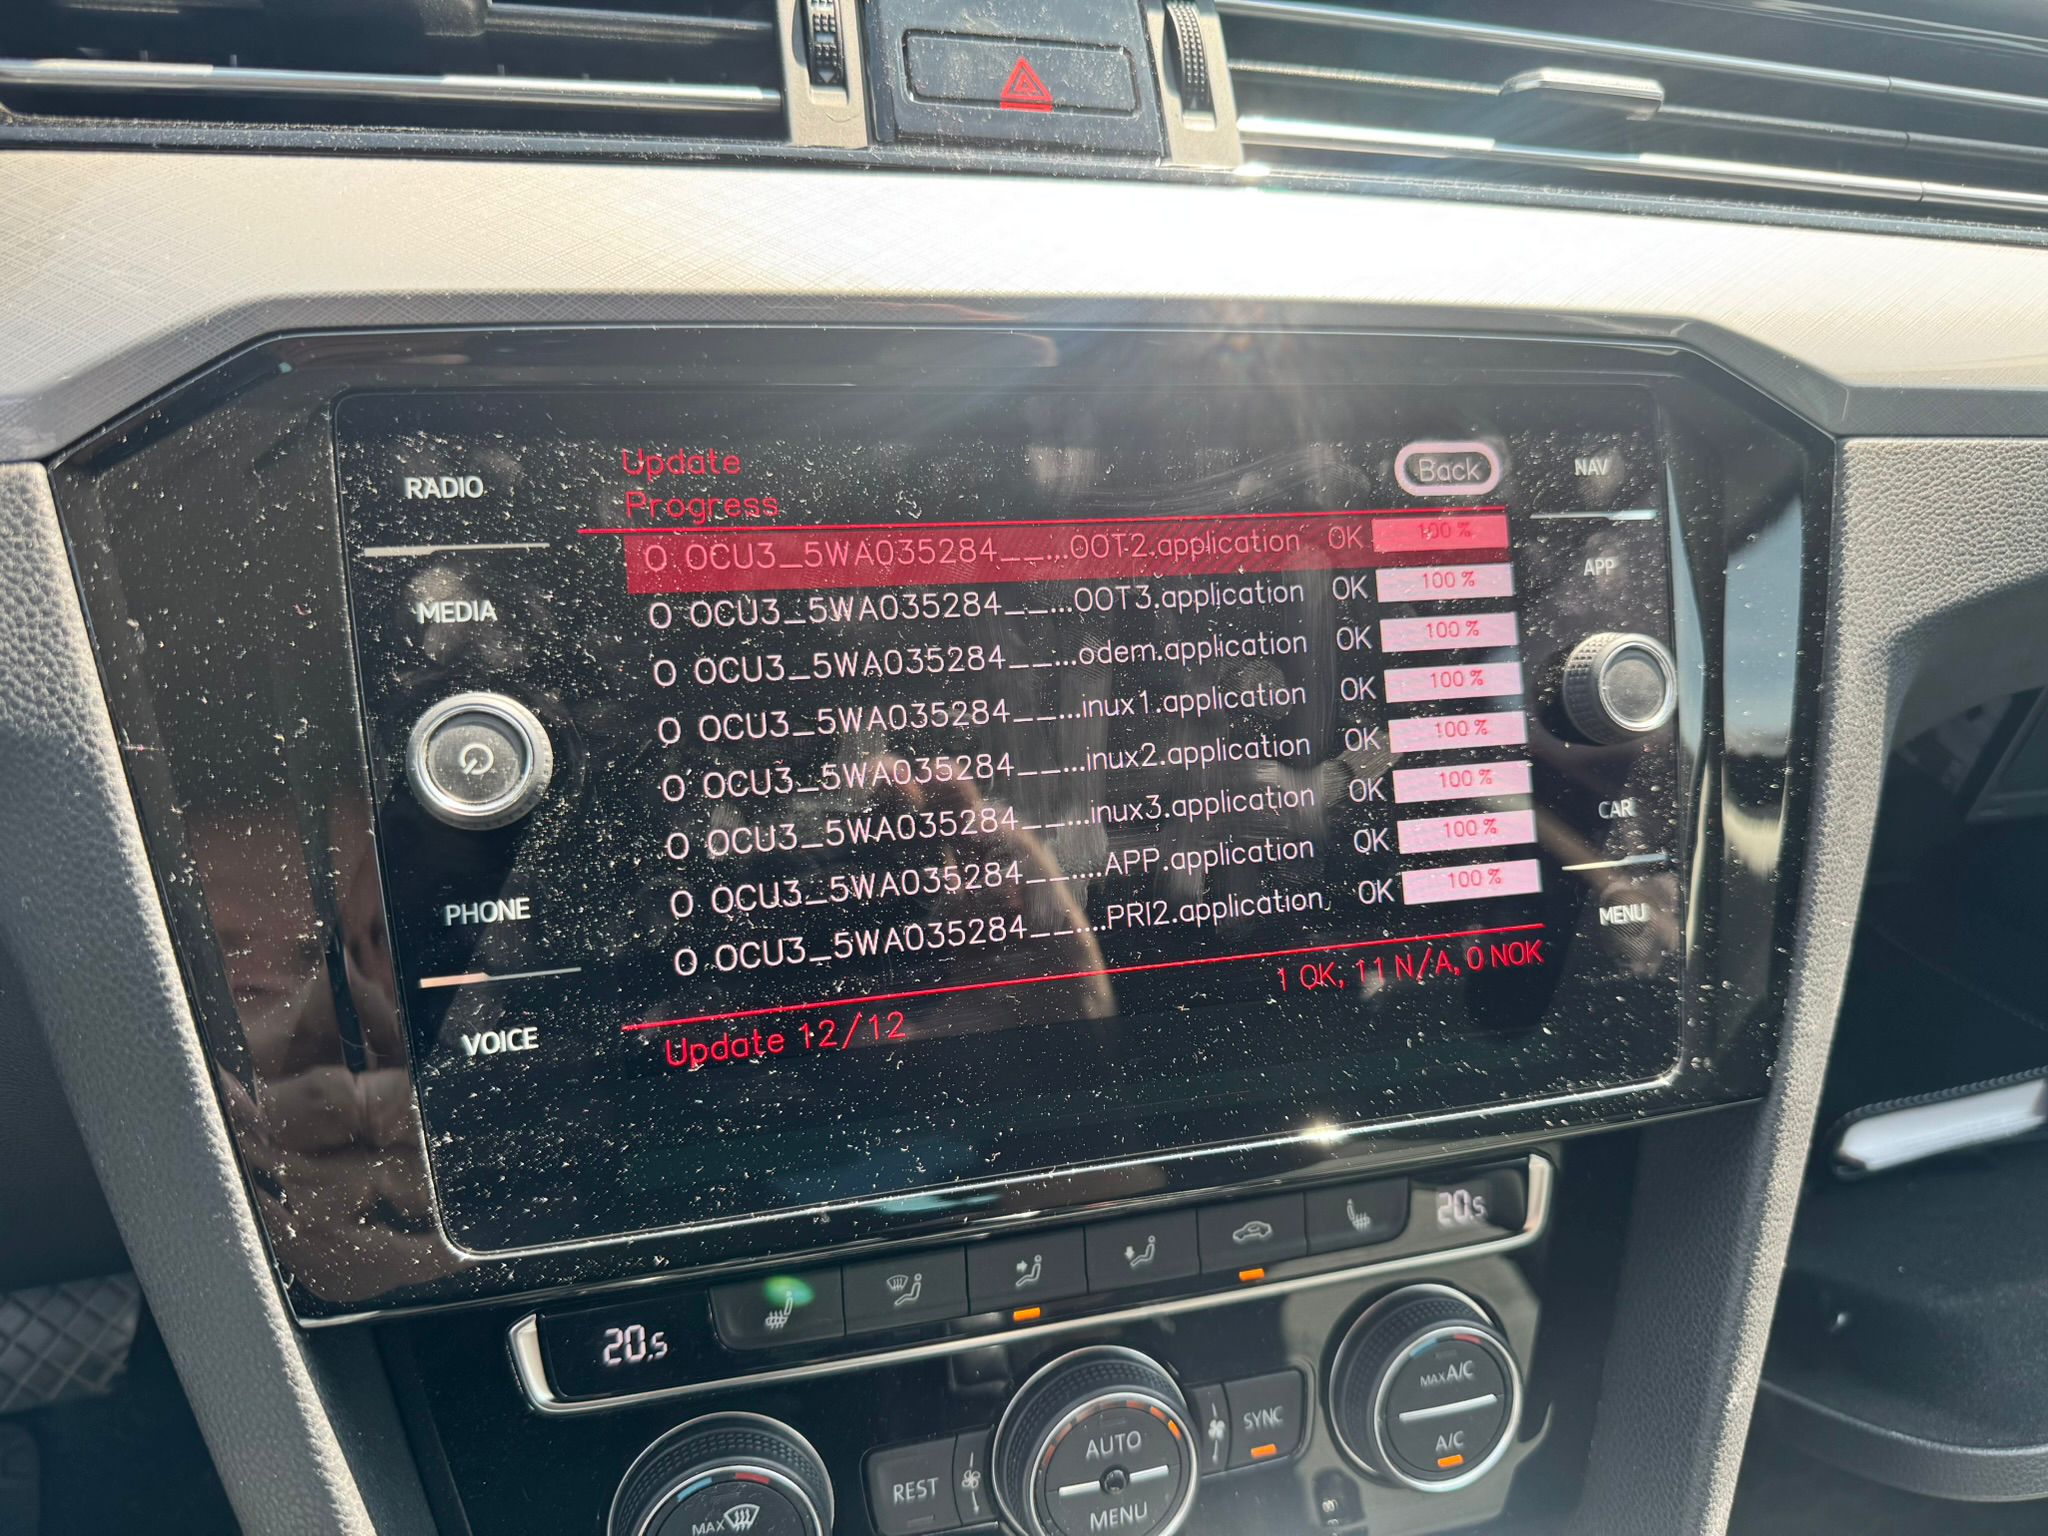 RADIO
MEDIA
PHONE
VOICE
Update
Progress
Back
O OCU3_5WA035284__...OOT2.application OK 100 %
O OCU3_5WA035284__...OOT3.application OK 100 %
O OCU3_5WA035284__...odem.application OK 100 %
O OCU3_5WA035284__...inux1.application OK 100 %
O OCU3_5WA035284__...inux2.application OK 100 %
O OCU3_5WA035284__...inux3.application OK 100 %
O OCU3_5WA035284__....APP.application OK 100 %
O OCU3_5WA035284__....PRI2.application OK 100 %
1 OK, 11 N/A, 0 NOK
Update 12/12
NAV
APP
CAR
MENU
20.5
20.5
MAX
REST
AUTO
MENU
SYNC
MAX A/C
A/C